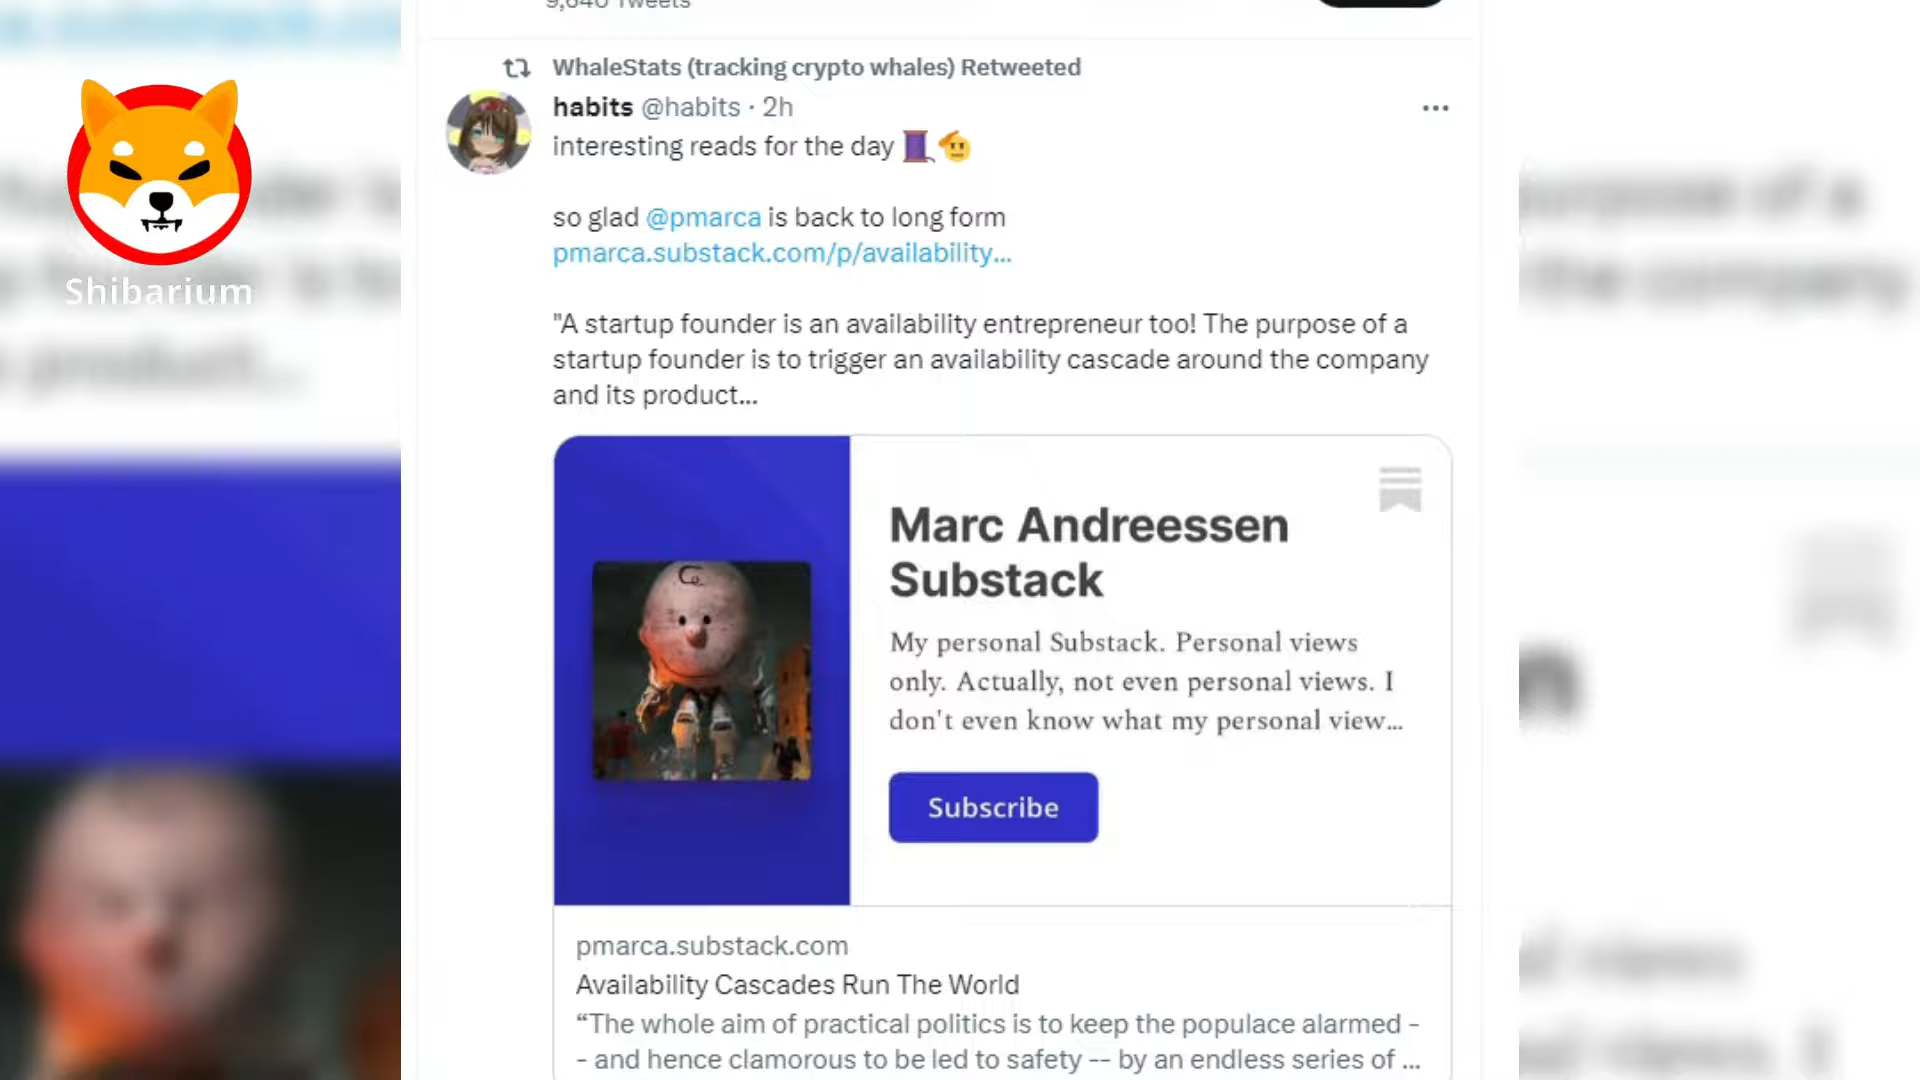 9,640 Tweets
WhaleStats (tracking crypto whales) Retweeted
habits @habits · 2h
interesting reads for the day
so glad @pmarca is back to long form
pmarca.substack.com/p/availability...
"A startup founder is an availability entrepreneur too! The purpose of a
startup founder is to trigger an availability cascade around the company
and its product...
Shibarium
Marc Andreessen
Substack
My personal Substack. Personal views
only. Actually, not even personal views. I
don't even know what my personal view...
Subscribe
pmarca.substack.com
Availability Cascades Run The World
“The whole aim of practical politics is to keep the populace alarmed -
- and hence clamorous to be led to safety -- by an endless series of ...